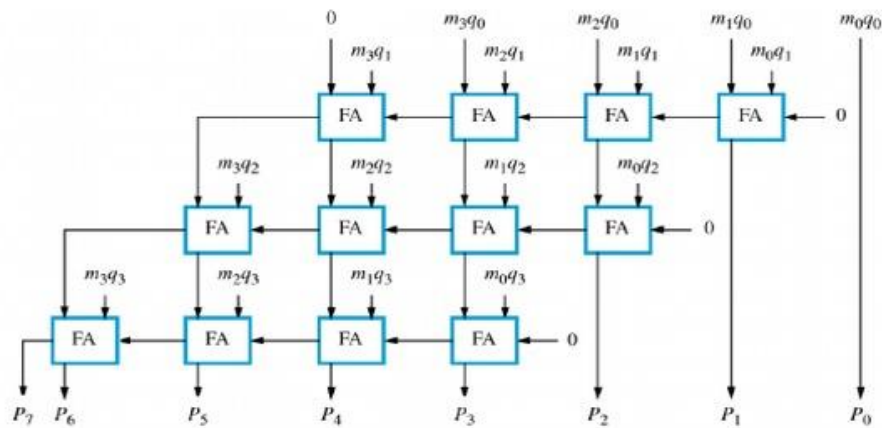 0 m₃q₀ m₂q₀ m₁q₀ m₀q₀
m₃q₁ m₂q₁ m₁q₁ m₀q₁
FA FA FA FA 0
m₃q₂ m₂q₂ m₁q₂ m₀q₂
FA FA FA FA 0
m₃q₃ m₂q₃ m₁q₃ m₀q₃
FA FA FA FA 0
P₇ P₆ P₅ P₄ P₃ P₂ P₁ P₀